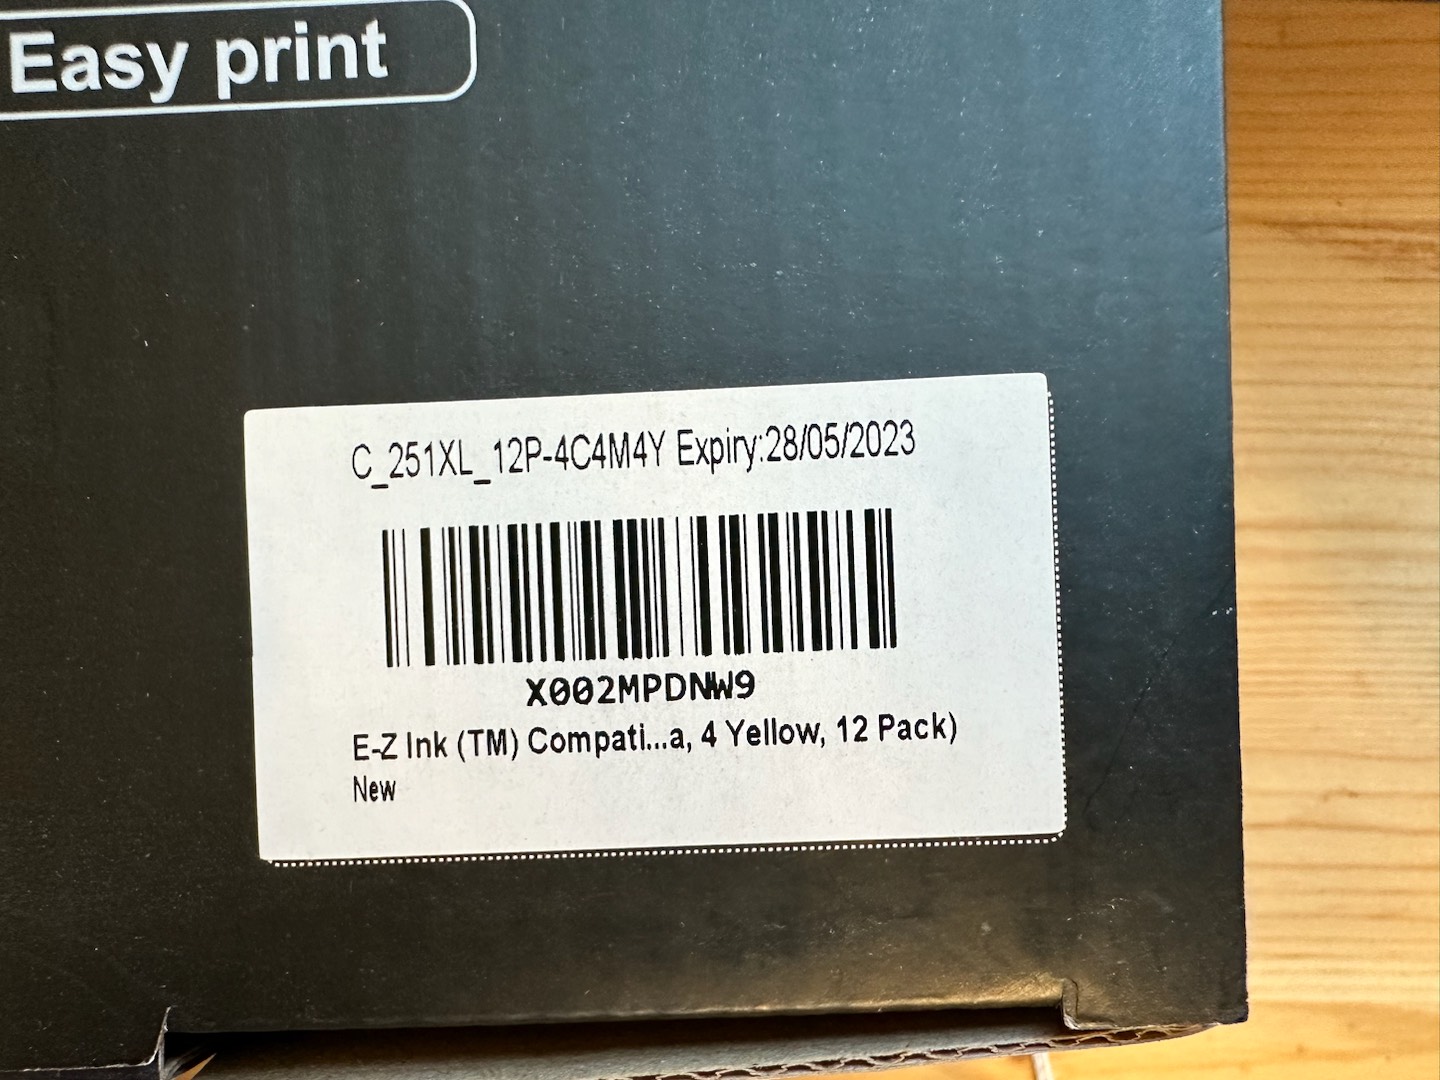 Easy print
C_251XL_12P-4C4M4Y Expiry:28/05/2023
X002MPDNW9
E-Z Ink (TM) Compati...a, 4 Yellow, 12 Pack)
New